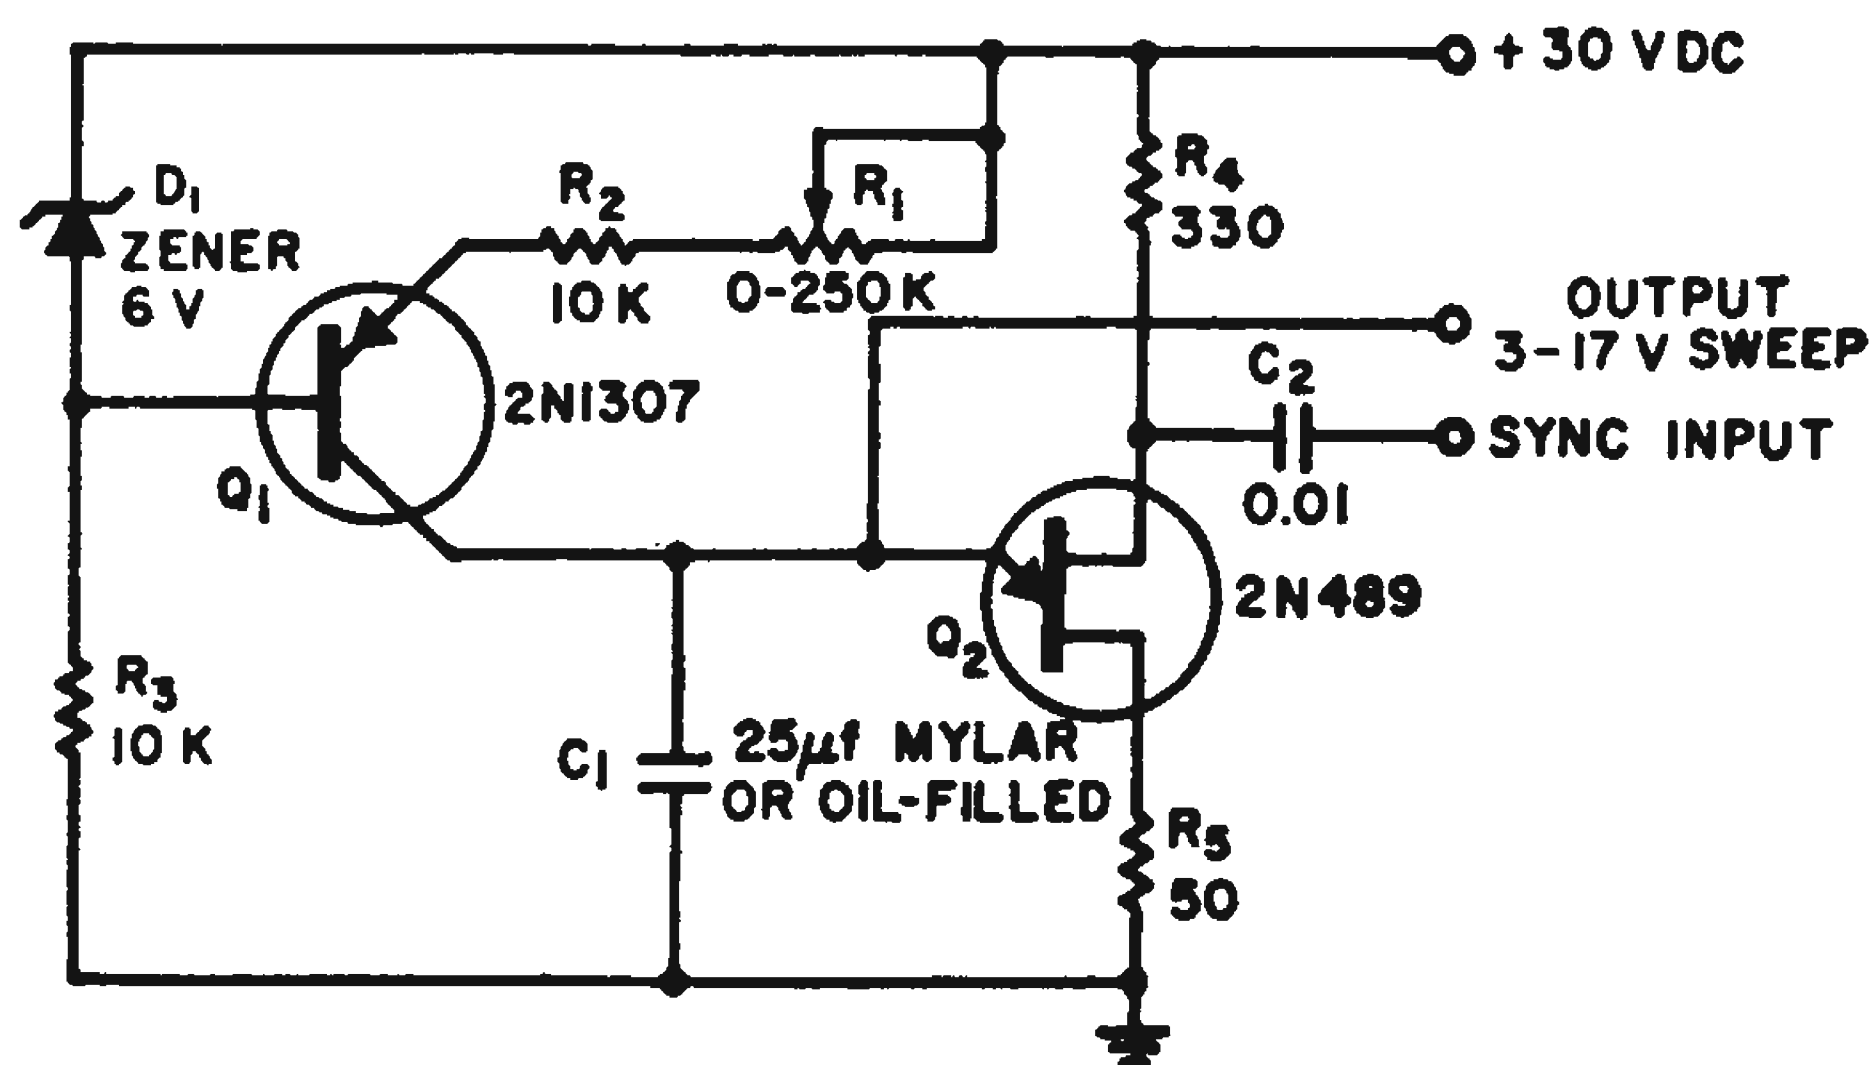 + 30 VDC
D1
ZENER
6 V
R2
10 K
R1
0-250 K
R4
330
OUTPUT
3-17 V SWEEP
C2
0.01
SYNC INPUT
2N1307
Q1
2N489
Q2
R3
10 K
C1
25μf MYLAR
OR OIL-FILLED
R5
50